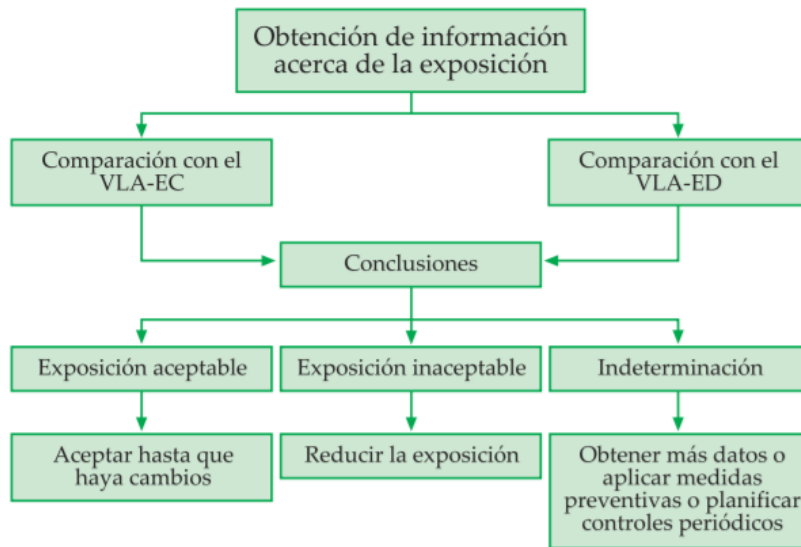 Obtención de información
acerca de la exposición
Comparación con el
VLA-EC
Comparación con el
VLA-ED
Conclusiones
Exposición aceptable
Exposición inaceptable
Indeterminación
Aceptar hasta que
haya cambios
Reducir la exposición
Obtener más datos o
aplicar medidas
preventivas o planificar
controles periódicos